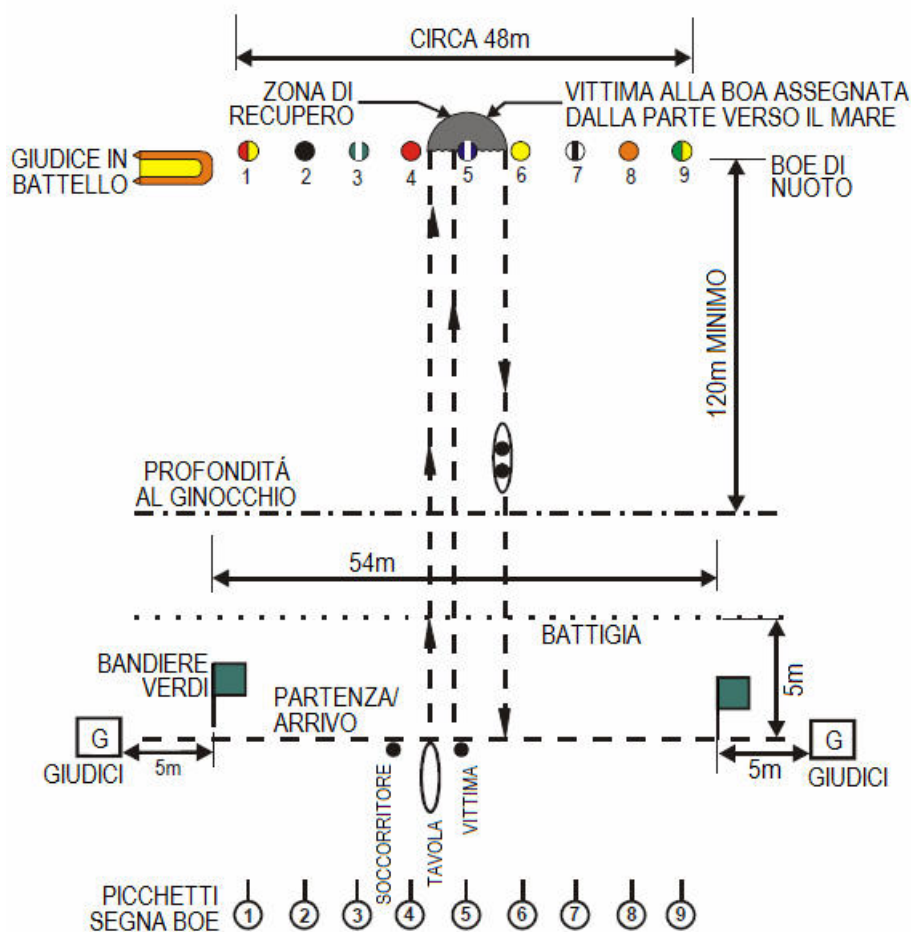 CIRCA 48m
ZONA DI
RECUPERO
VITTIMA ALLA BOA ASSEGNATA
DALLA PARTE VERSO IL MARE
GIUDICE IN
BATTELLO
1 2 3 4 5 6 7 8 9
BOE DI
NUOTO
120m MINIMO
PROFONDITÁ
AL GINOCCHIO
54m
BATTIGIA
BANDIERE
VERDI
PARTENZA/
ARRIVO
5m
G
GIUDICI
5m
5m
G
GIUDICI
SOCCORRITORE
TAVOLA
VITTIMA
PICCHETTI
SEGNA BOE
1 2 3 4 5 6 7 8 9